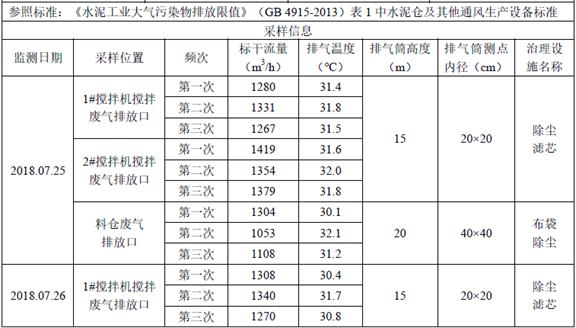 参照标准：《水泥工业大气污染物排放限值》（GB 4915-2013）表 1 中水泥仓及其他通风生产设备标准
采样信息
监测日期 采样位置 频次 标干流量（m³/h） 排气温度（℃） 排气筒高度（m） 排气筒测点内径（cm） 治理设施名称
2018.07.25 1#搅拌机搅拌废气排放口 第一次 1280 31.4 15 20×20 除尘滤芯
第二次 1331 31.8
第三次 1267 31.5
2#搅拌机搅拌废气排放口 第一次 1419 31.6
第二次 1354 32.0
第三次 1379 31.8
料仓废气排放口 第一次 1304 30.1 20 40×40 布袋除尘
第二次 1053 32.1
第三次 1108 31.2
2018.07.26 1#搅拌机搅拌废气排放口 第一次 1308 30.4 15 20×20 除尘滤芯
第二次 1340 31.7
第三次 1270 30.8